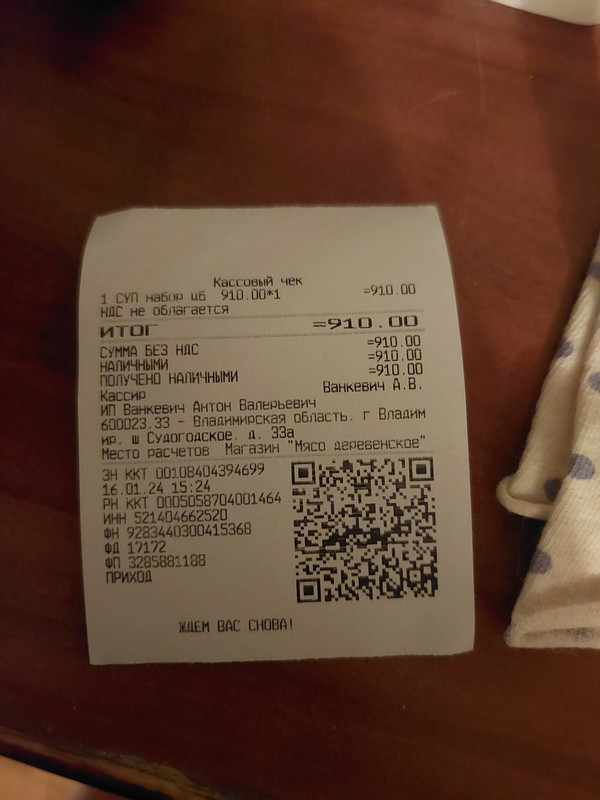 Кассовый чек
1 СУП набор цб 910.00*1 =910.00
НДС не облагается
ИТОГ =910.00
СУММА БЕЗ НДС =910.00
НАЛИЧНЫМИ =910.00
ПОЛУЧЕНО НАЛИЧНЫМИ =910.00
Кассир Ванкевич А.В.
ИП Ванкевич Антон Валерьевич
600023.33 - Владимирская область. г Владим
ир. ш Судогодское. д. 33а
Место расчетов Магазин "Мясо деревенское"
ЗН ККТ 00108404394699
16.01.24 15:24
РН ККТ 0005058704001464
ИНН 521404662520
ФН 9283440300415368
ФД 17172
ФП 3285881188
ПРИХОД
ЖДЕМ ВАС СНОВА!